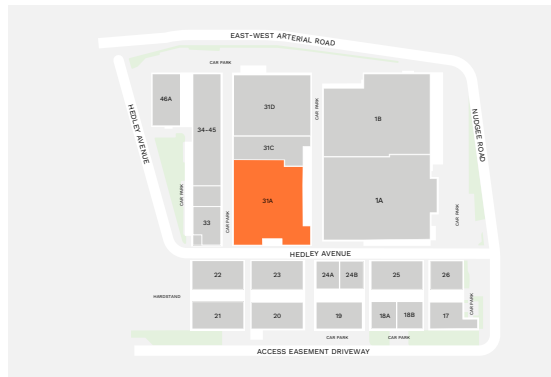 EAST-WEST ARTERIAL ROAD
CAR PARK
HEDLEY AVENUE
NUDGEE ROAD
46A
34-45
31D
CAR PARK
1B
31C
31A
1A
CAR PARK
33
CAR PARK
CAR PARK
HEDLEY AVENUE
22
23
24A
24B
25
26
HARDSTAND
CAR PARK
21
20
19
18A
18B
17
CAR PARK
CAR PARK
ACCESS EASEMENT DRIVEWAY